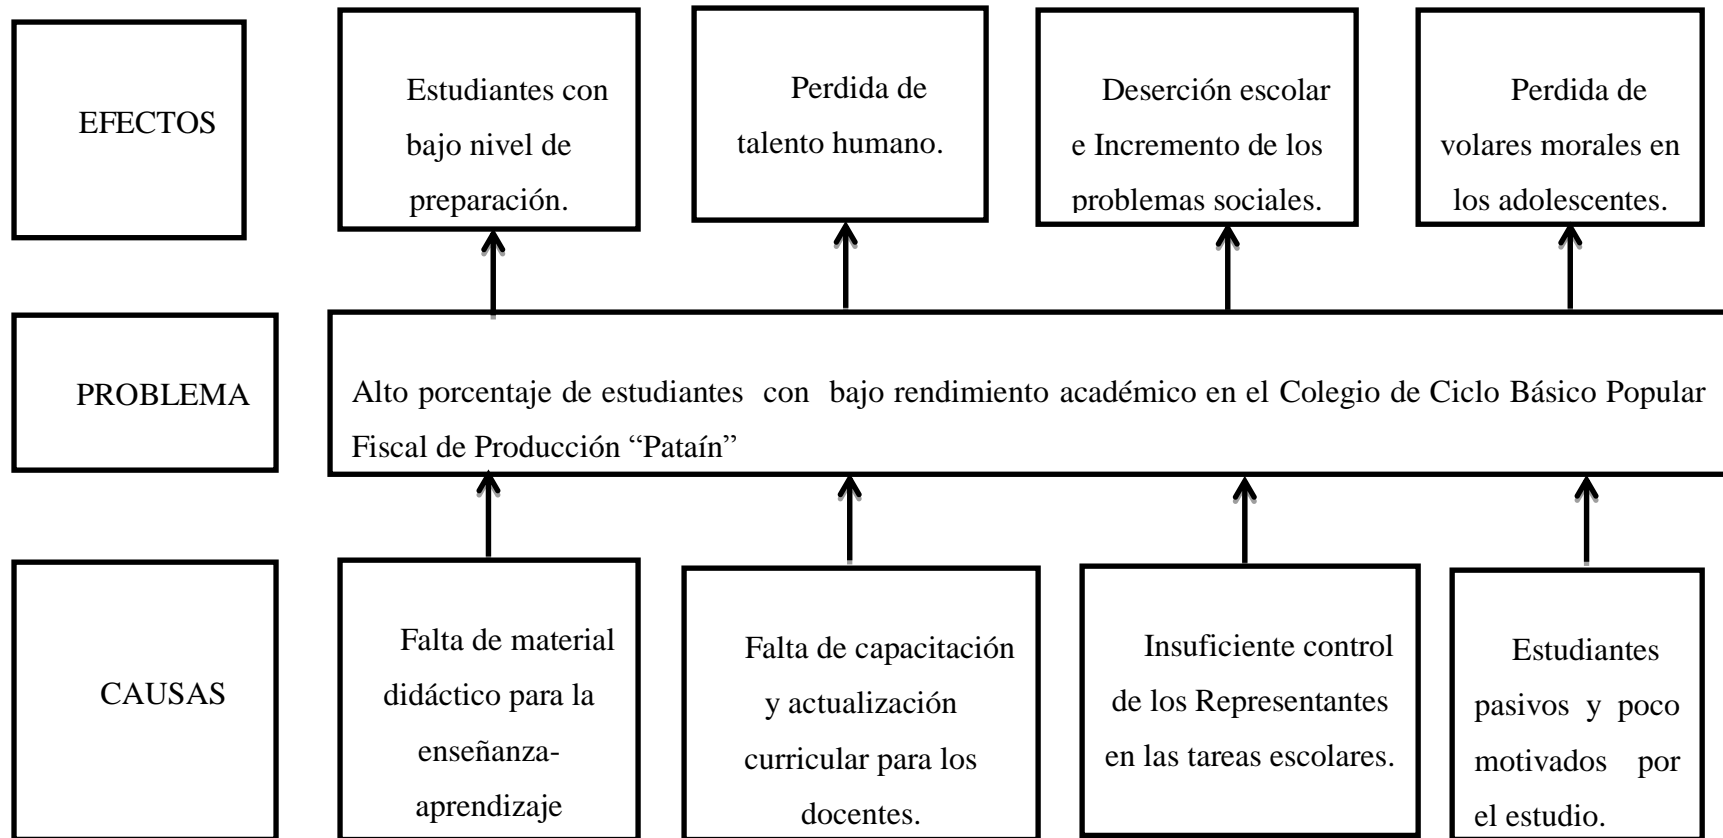 EFECTOS
Estudiantes con
bajo nivel de
preparación.
Perdida de
talento humano.
Deserción escolar
e Incremento de los
problemas sociales.
Perdida de
volares morales en
los adolescentes.
PROBLEMA
Alto porcentaje de estudiantes con bajo rendimiento académico en el Colegio de Ciclo Básico Popular
Fiscal de Producción “Pataín”
CAUSAS
Falta de material
didáctico para la
enseñanza-
aprendizaje
Falta de capacitación
y actualización
curricular para los
docentes.
Insuficiente control
de los Representantes
en las tareas escolares.
Estudiantes
pasivos y poco
motivados por
el estudio.